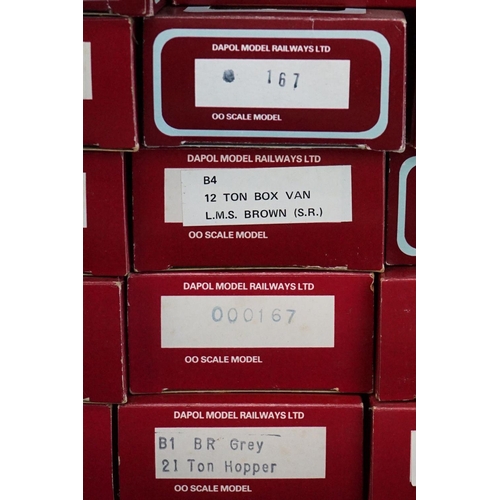 DAPOL MODEL RAILWAYS LTD
167
OO SCALE MODEL
DAPOL MODEL RAILWAYS LTD
B4
12 TON BOX VAN
L.M.S. BROWN (S.R.)
OO SCALE MODEL
DAPOL MODEL RAILWAYS LTD
000167
OO SCALE MODEL
DAPOL MODEL RAILWAYS LTD
B1 BR Grey
21 Ton Hopper
OO SCALE MODEL